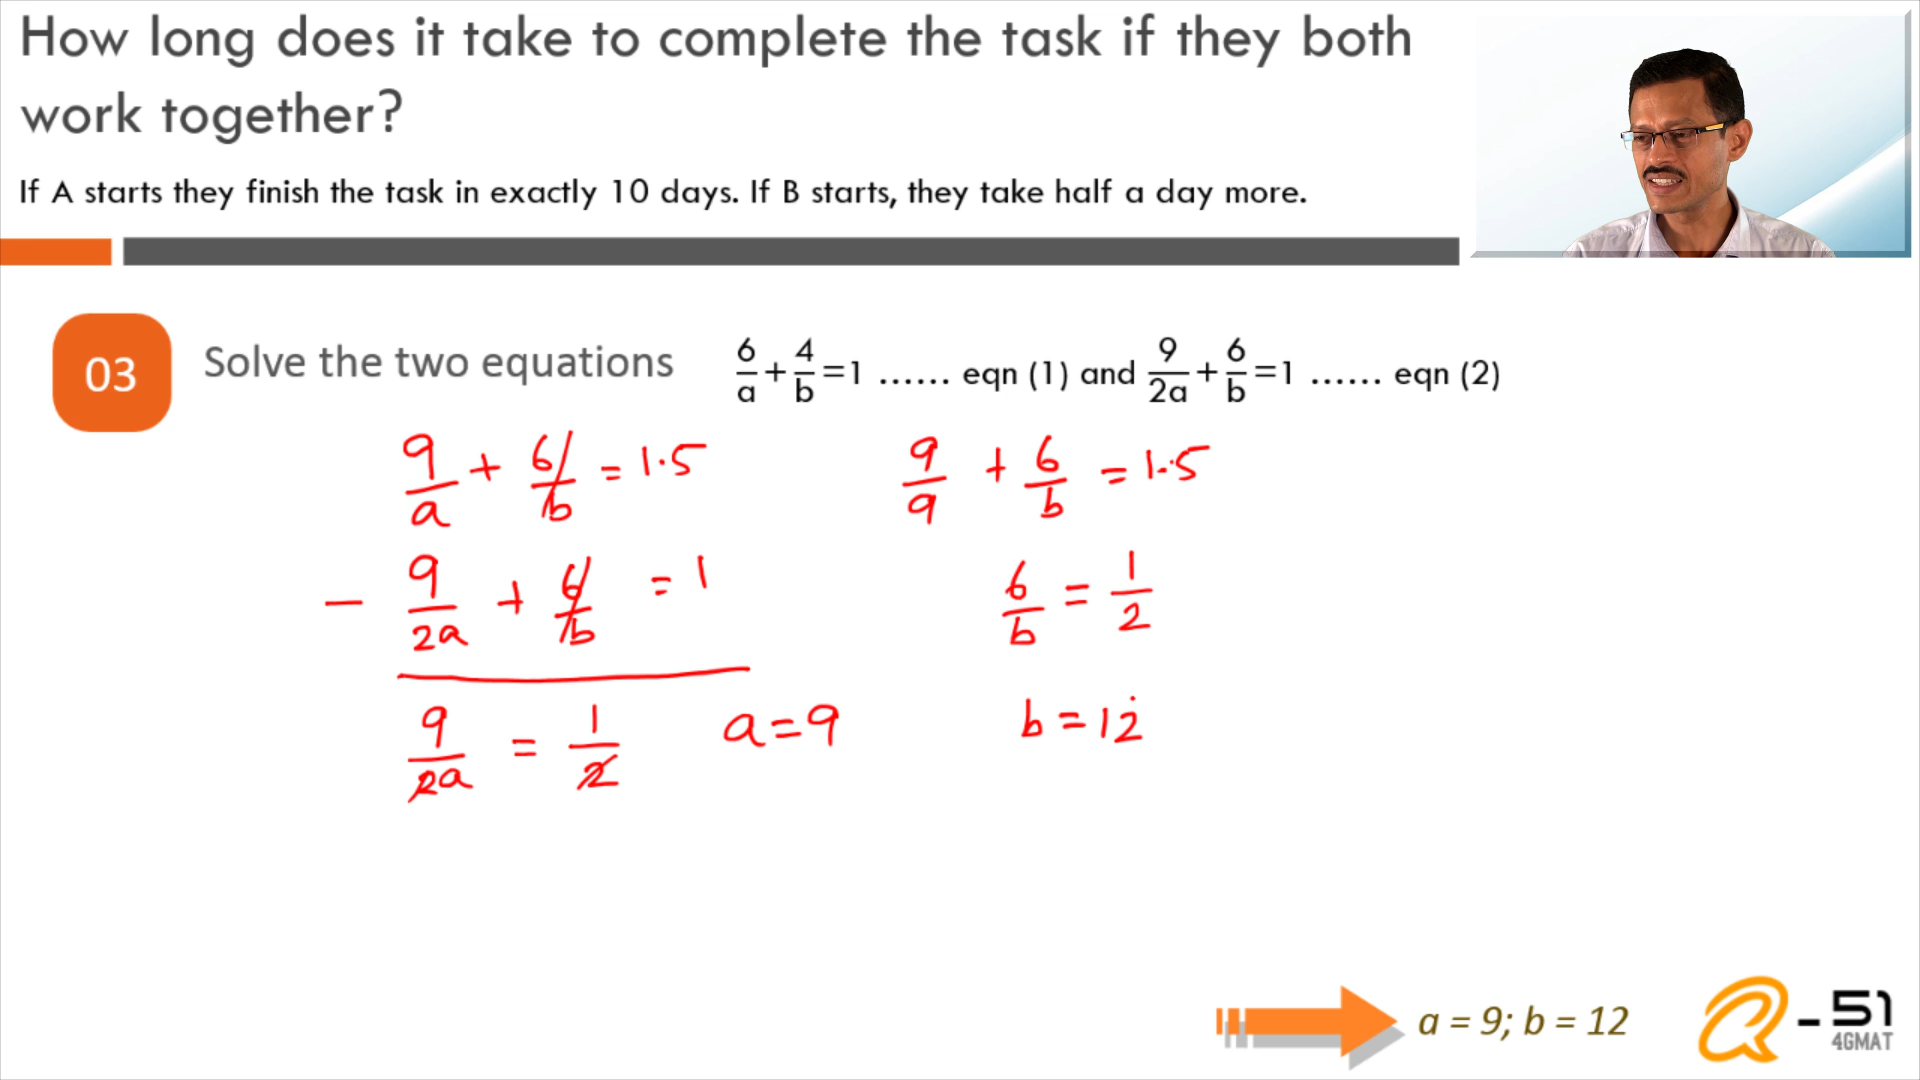 How long does it take to complete the task if they both
work together?
If A starts they finish the task in exactly 10 days. If B starts, they take half a day more.
03
Solve the two equations 6/a + 4/b = 1 ...... eqn (1) and 9/2a + 6/b = 1 ...... eqn (2)
9/a + 6/b = 1.5
- 9/2a + 6/b = 1
9/2a = 1/2 a = 9
9/9 + 6/b = 1.5
6/b = 1/2
b = 12
a = 9; b = 12
Q-51
4GMAT